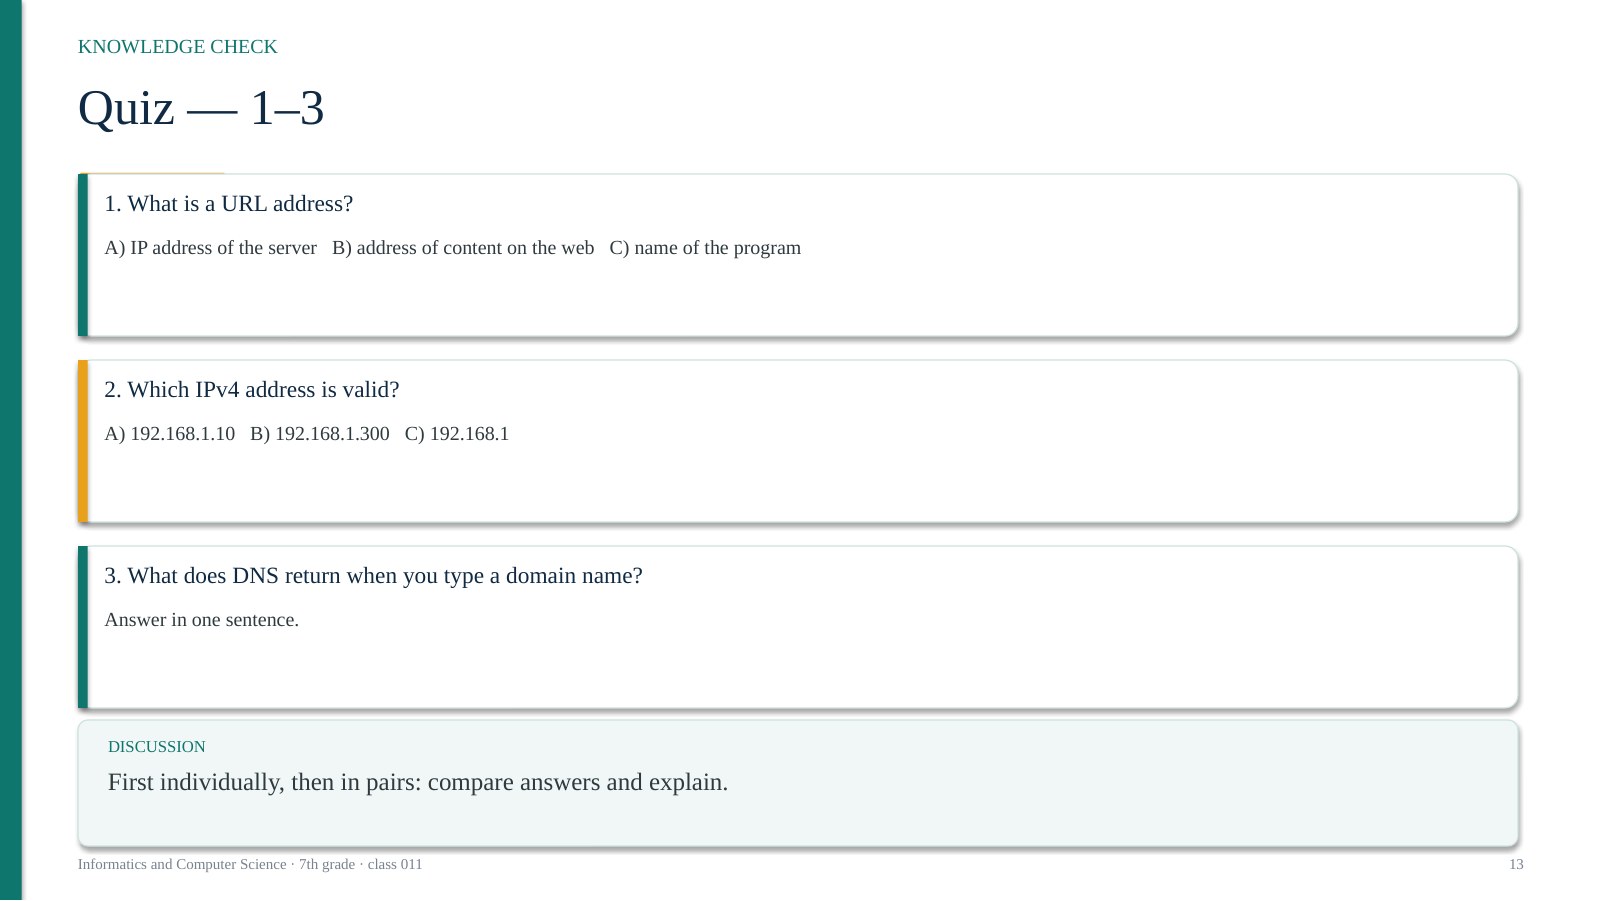 KNOWLEDGE CHECK
Quiz — 1–3
1. What is a URL address?
A) IP address of the server   B) address of content on the web   C) name of the program
2. Which IPv4 address is valid?
A) 192.168.1.10   B) 192.168.1.300   C) 192.168.1
3. What does DNS return when you type a domain name?
Answer in one sentence.
DISCUSSION
First individually, then in pairs: compare answers and explain.
Informatics and Computer Science · 7th grade · class 011
13